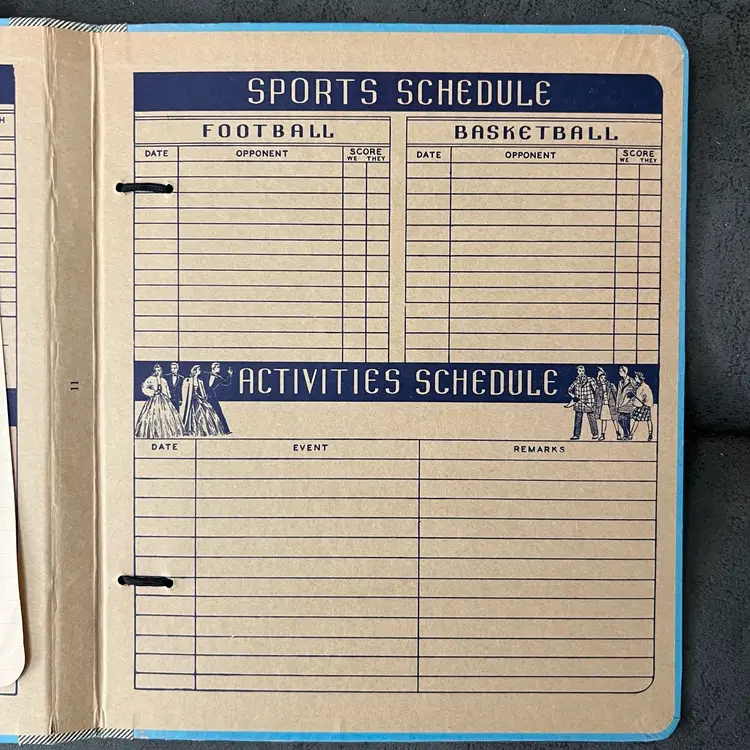 H
SPORTS SCHEDULE
FOOTBALL
DATE OPPONENT SCORE
WE THEY
BASKETBALL
DATE OPPONENT SCORE
WE THEY
11
ACTIVITIES SCHEDULE
DATE EVENT REMARKS